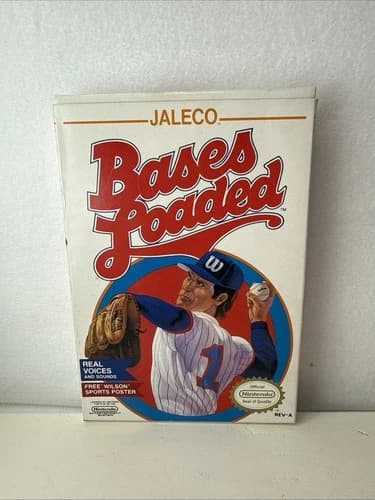 JALECO
Bases
Loaded
TM
W
1
REAL
VOICES
AND SOUNDS
FREE "WILSON"
SPORTS POSTER
Nintendo
Official
Nintendo
Seal of Quality
REV-A